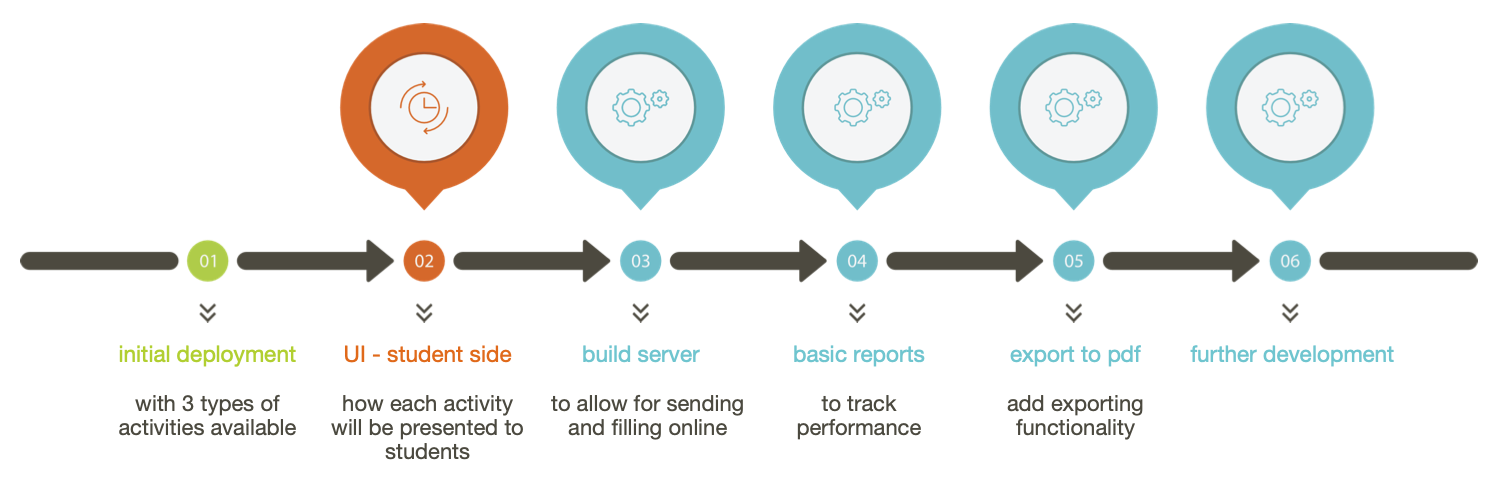 01
02
03
04
05
06
initial deployment
with 3 types of
activities available
UI - student side
how each activity
will be presented to
students
build server
to allow for sending
and filling online
basic reports
to track
performance
export to pdf
add exporting
functionality
further development